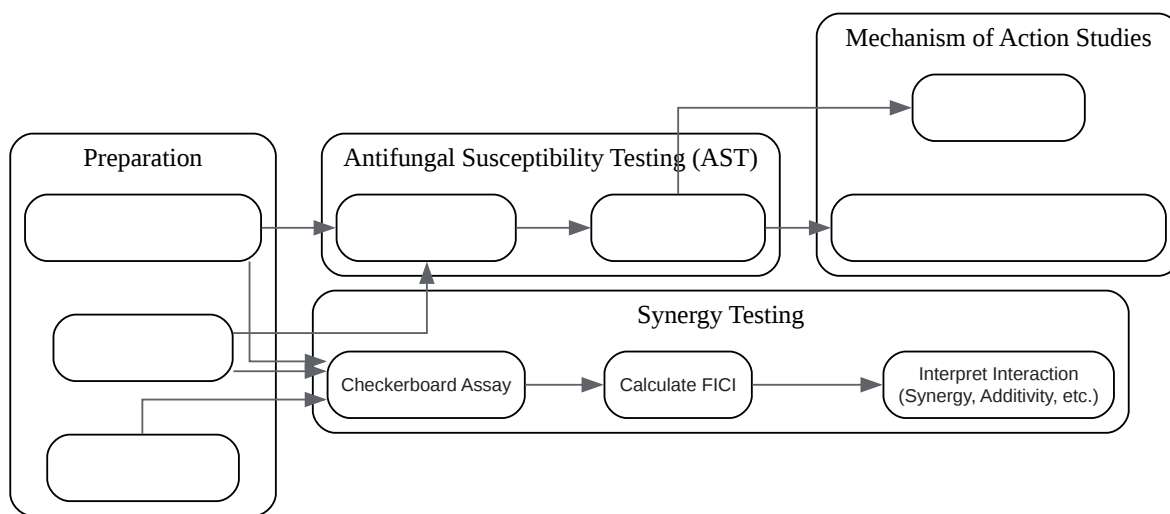 Mechanism of Action Studies
Preparation
Antifungal Susceptibility Testing (AST)
Synergy Testing
Checkerboard Assay
Calculate FICI
Interpret Interaction
(Synergy, Additivity, etc.)